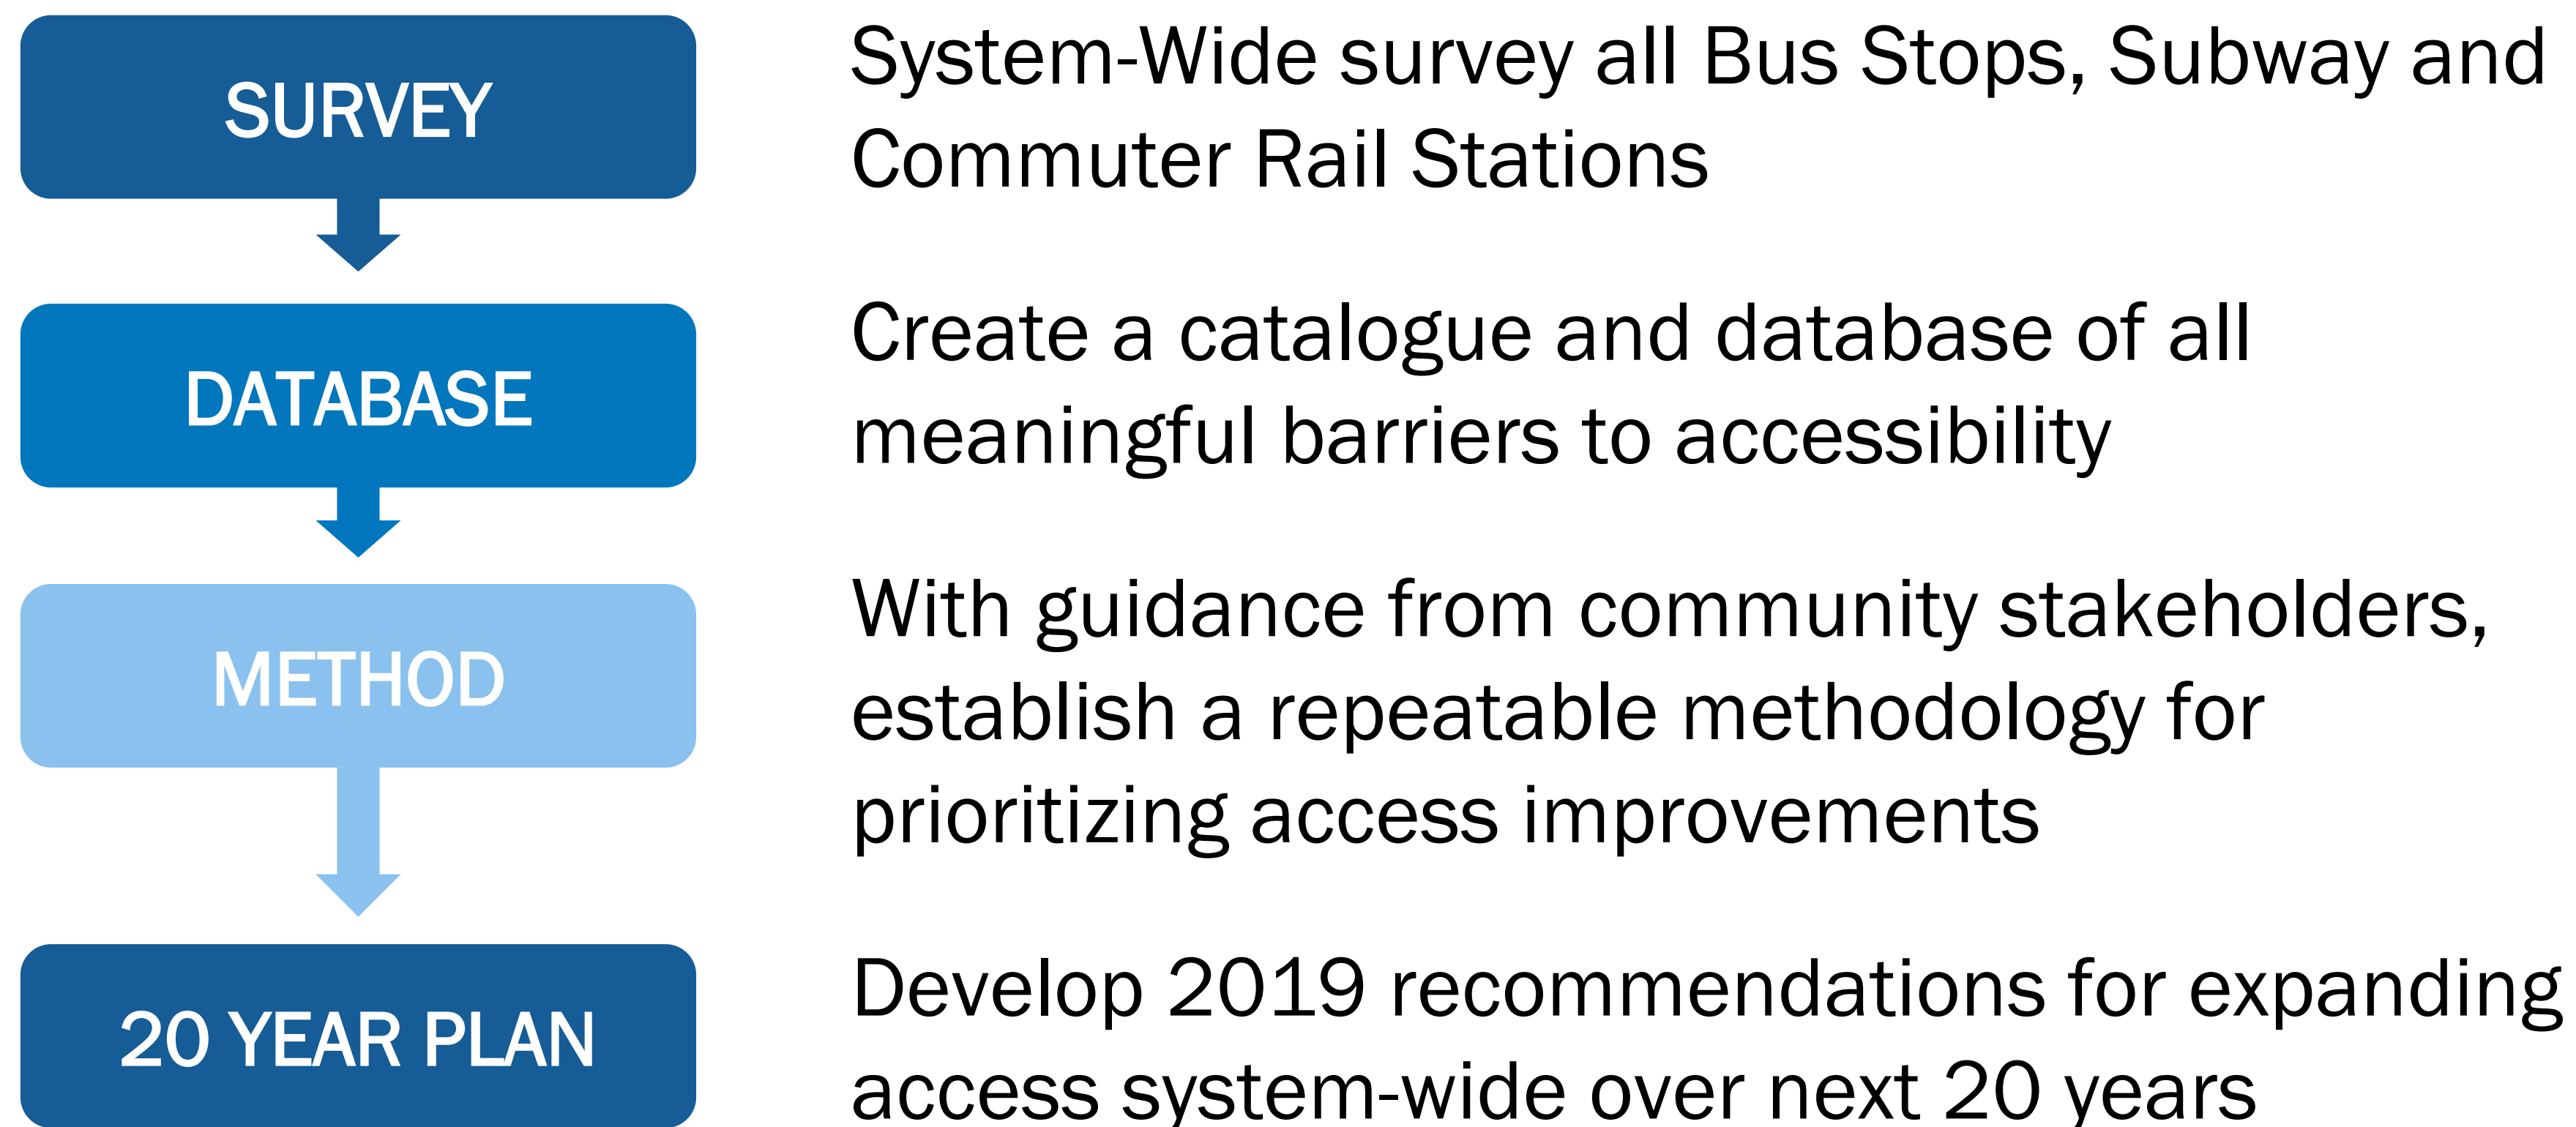 SURVEY
System-Wide survey all Bus Stops, Subway and
Commuter Rail Stations
DATABASE
Create a catalogue and database of all
meaningful barriers to accessibility
METHOD
With guidance from community stakeholders,
establish a repeatable methodology for
prioritizing access improvements
20 YEAR PLAN
Develop 2019 recommendations for expanding
access system-wide over next 20 years